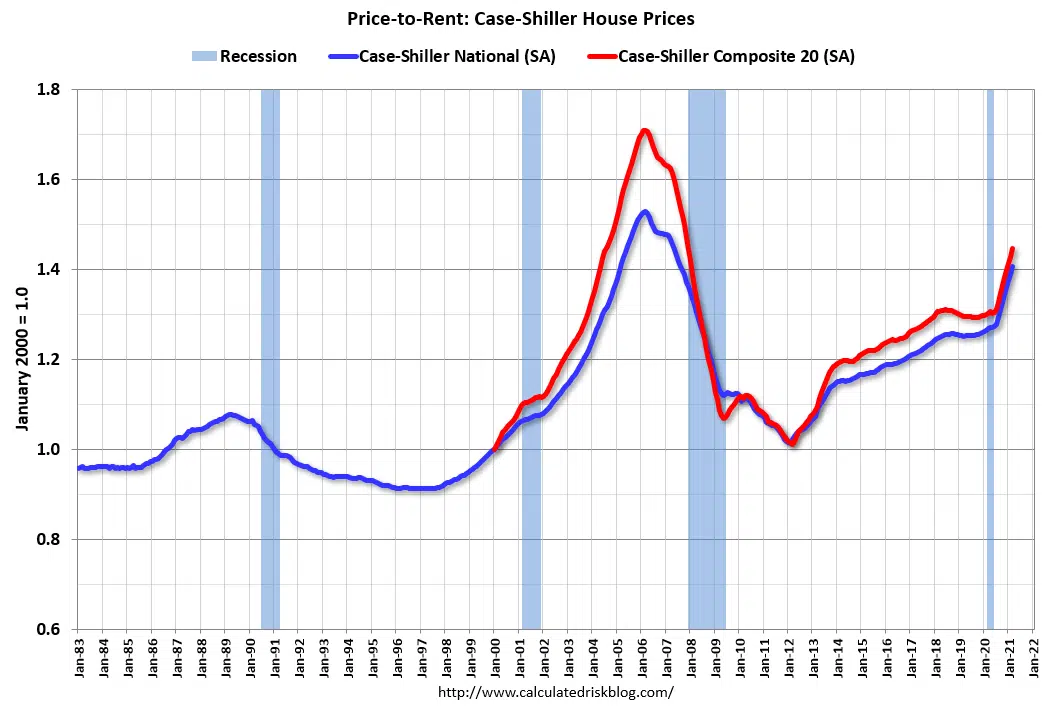 Price-to-Rent: Case-Shiller House Prices
Recession Case-Shiller National (SA) Case-Shiller Composite 20 (SA)
January 2000 = 1.0
1.8
1.6
1.4
1.2
1.0
0.8
0.6
Jan-83 Jan-84 Jan-85 Jan-86 Jan-87 Jan-88 Jan-89 Jan-90 Jan-91 Jan-92 Jan-93 Jan-94 Jan-95 Jan-96 Jan-97 Jan-98 Jan-99 Jan-00 Jan-01 Jan-02 Jan-03 Jan-04 Jan-05 Jan-06 Jan-07 Jan-08 Jan-09 Jan-10 Jan-11 Jan-12 Jan-13 Jan-14 Jan-15 Jan-16 Jan-17 Jan-18 Jan-19 Jan-20 Jan-21 Jan-22
http://www.calculatedriskblog.com/